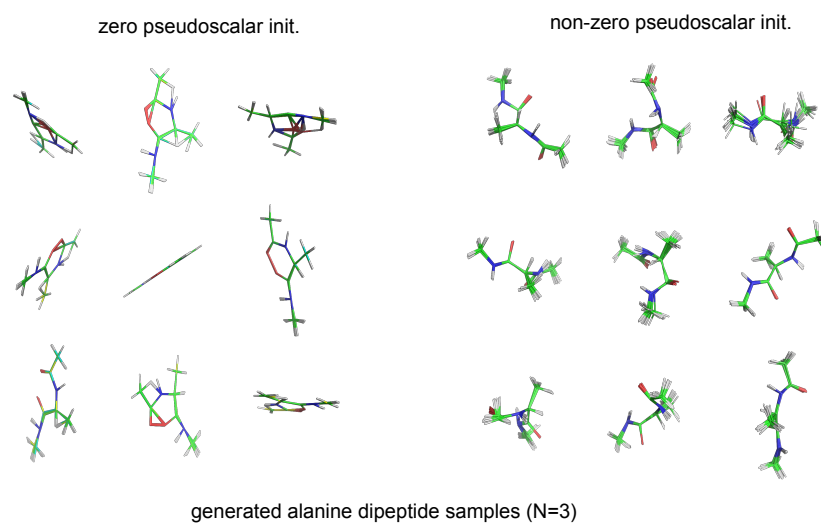 zero pseudoscalar init.
non-zero pseudoscalar init.
generated alanine dipeptide samples (N=3)